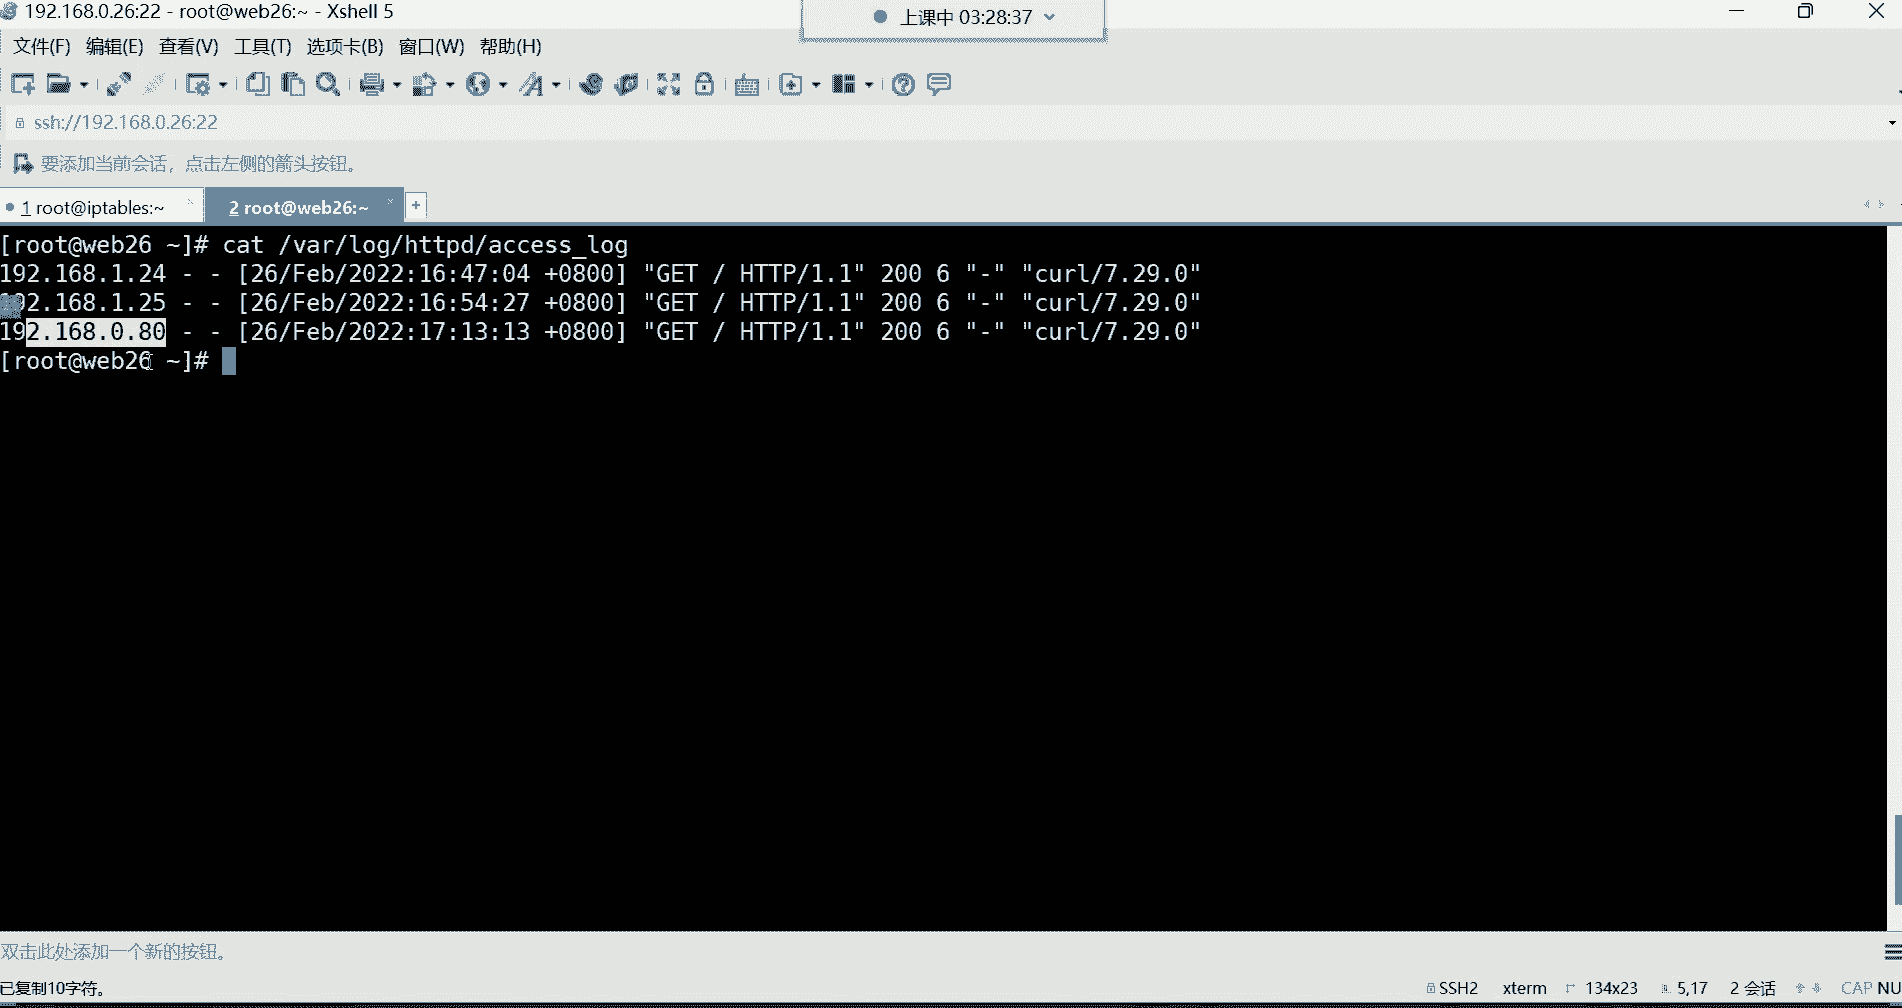 192.168.0.26:22 - root@web26:~ - Xshell 5
上课中 03:28:37
文件(F) 编辑(E) 查看(V) 工具(T) 选项卡(B) 窗口(W) 帮助(H)
ssh://192.168.0.26:22
要添加当前会话，点击左侧的箭头按钮。
1 root@iptables:~ 2 root@web26:~ +
[root@web26 ~]# cat /var/log/httpd/access_log
192.168.1.24 - - [26/Feb/2022:16:47:04 +0800] "GET / HTTP/1.1" 200 6 "-" "curl/7.29.0"
192.168.1.25 - - [26/Feb/2022:16:54:27 +0800] "GET / HTTP/1.1" 200 6 "-" "curl/7.29.0"
192.168.0.80 - - [26/Feb/2022:17:13:13 +0800] "GET / HTTP/1.1" 200 6 "-" "curl/7.29.0"
[root@web26 ~]#
双击此处添加一个新的按钮。
已复制10字符。 SSH2 xterm 134x23 5,17 2 会话 CAP NU